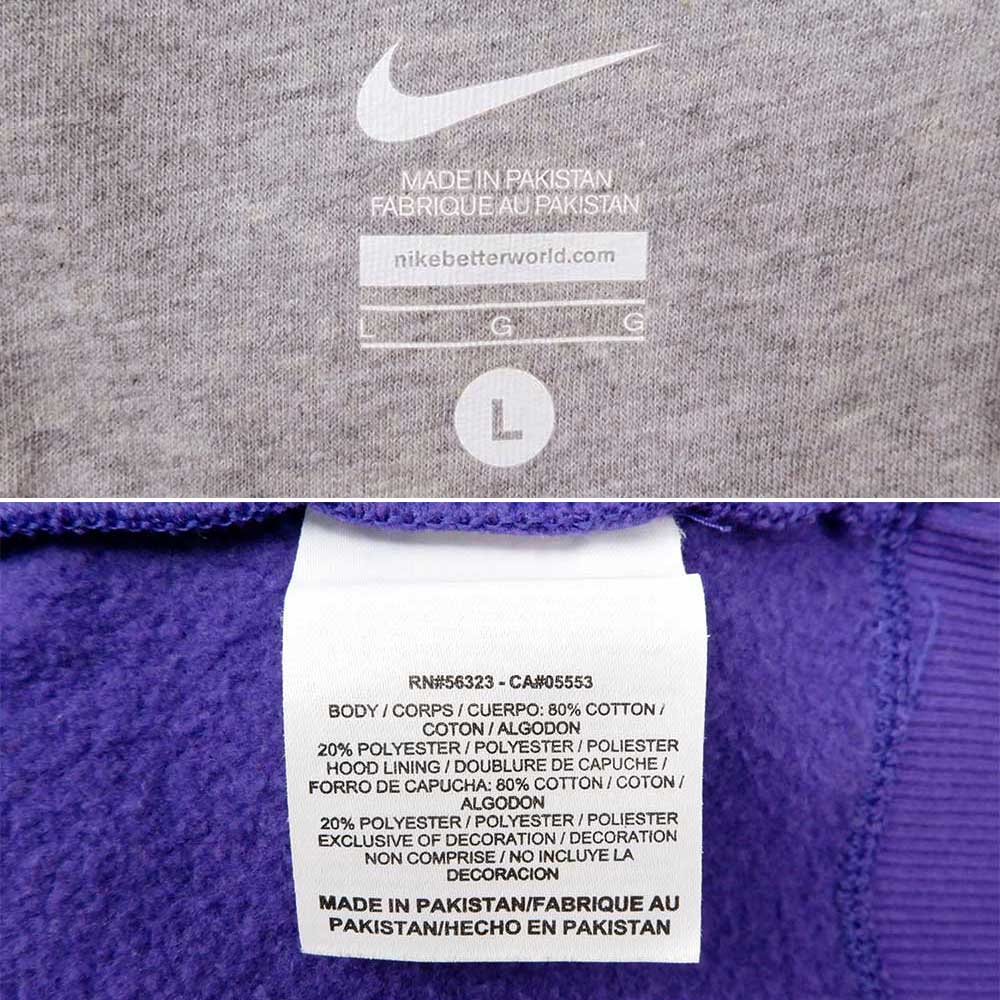 MADE IN PAKISTAN
FABRIQUE AU PAKISTAN
nikebetterworld.com
L G G
L
RN#56323 - CA#05553
BODY / CORPS / CUERPO: 80% COTTON /
COTON / ALGODON
20% POLYESTER / POLYESTER / POLIESTER
HOOD LINING / DOUBLURE DE CAPUCHE /
FORRO DE CAPUCHA: 80% COTTON / COTON /
ALGODON
20% POLYESTER / POLYESTER / POLIESTER
EXCLUSIVE OF DECORATION / DECORATION
NON COMPRISE / NO INCLUYE LA
DECORACION
MADE IN PAKISTAN/FABRIQUE AU
PAKISTAN/HECHO EN PAKISTAN